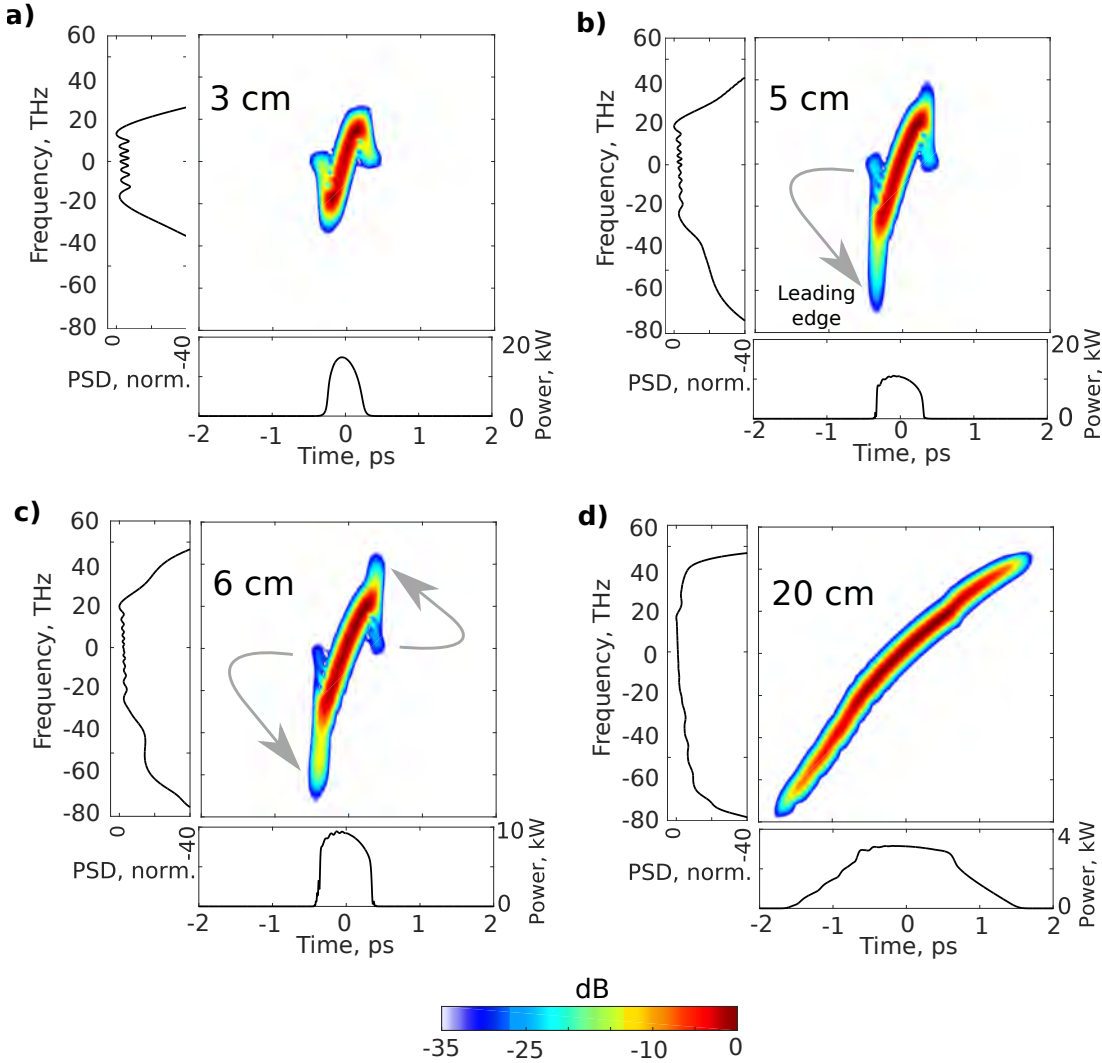 a)
60
40
20
0
-20
-40
-60
-80
Frequency, THz
3 cm
0
-40
PSD, norm.
20
0
Power, kW
-2
-1
0
1
2
Time, ps
b)
60
40
20
0
-20
-40
-60
-80
Frequency, THz
5 cm
Leading
edge
0
-40
PSD, norm.
20
0
Power, kW
-2
-1
0
1
2
Time, ps
c)
60
40
20
0
-20
-40
-60
-80
Frequency, THz
6 cm
0
-40
PSD, norm.
10
0
Power, kW
-2
-1
0
1
2
Time, ps
d)
60
40
20
0
-20
-40
-60
-80
Frequency, THz
20 cm
0
-40
PSD, norm.
4
0
Power, kW
-2
-1
0
1
2
Time, ps
dB
-35
-25
-10
0